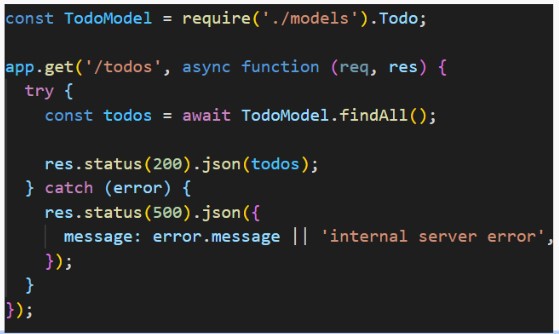 const TodoModel = require('./models').Todo;
app.get('/todos', async function (req, res) {
try {
const todos = await TodoModel.findAll();
res.status(200).json(todos);
} catch (error) {
res.status(500).json({
message: error.message || 'internal server error',
});
}
});